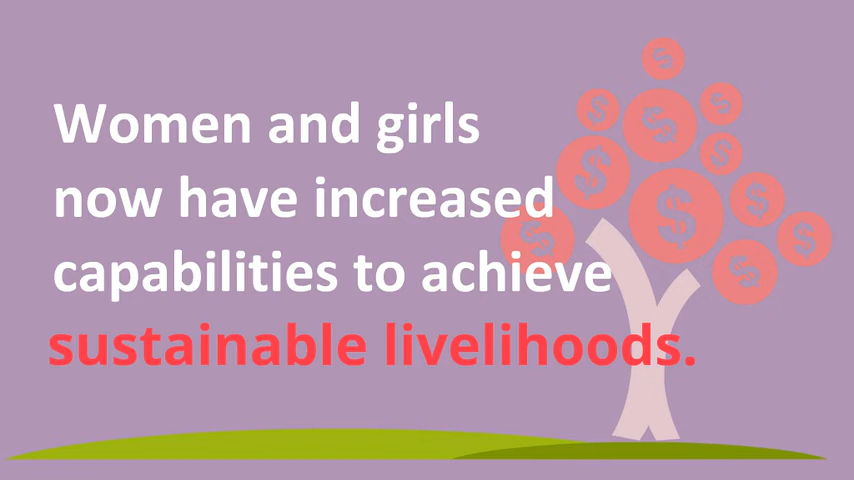 Women and girls
now have increased
capabilities to achieve
sustainable livelihoods.